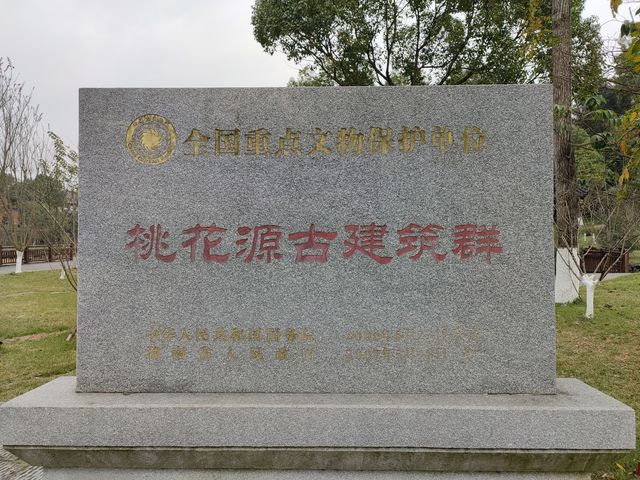 全国重点文物保护单位
桃花源古建筑群
中华人民共和国国务院
湖南省人民政府